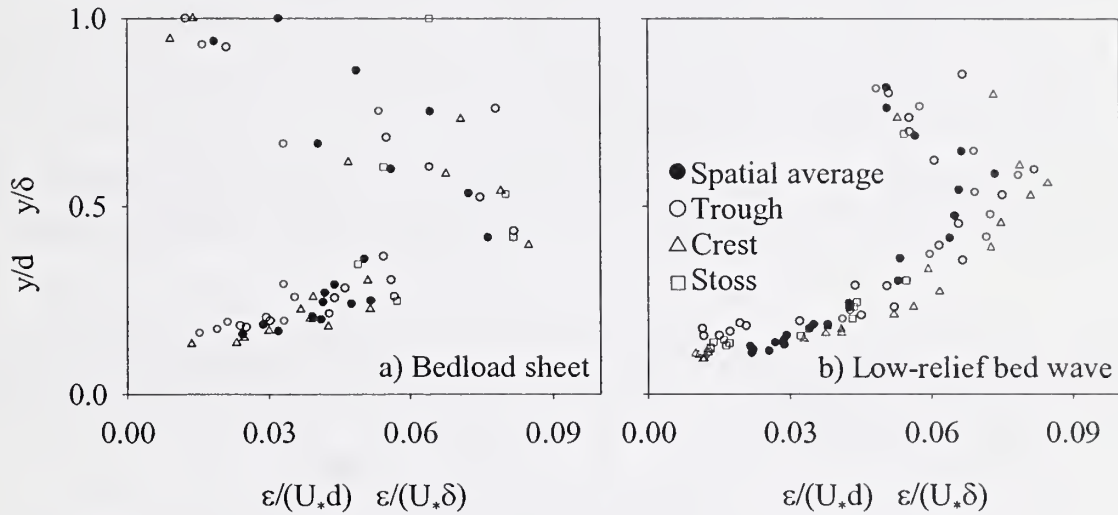 1.0
0.5
0.0
y/d y/δ
0.00 0.03 0.06 0.09
0.00 0.03 0.06 0.09
ε/(U*d) ε/(U*δ)
ε/(U*d) ε/(U*δ)
a) Bedload sheet
b) Low-relief bed wave
Spatial average
Trough
Crest
Stoss